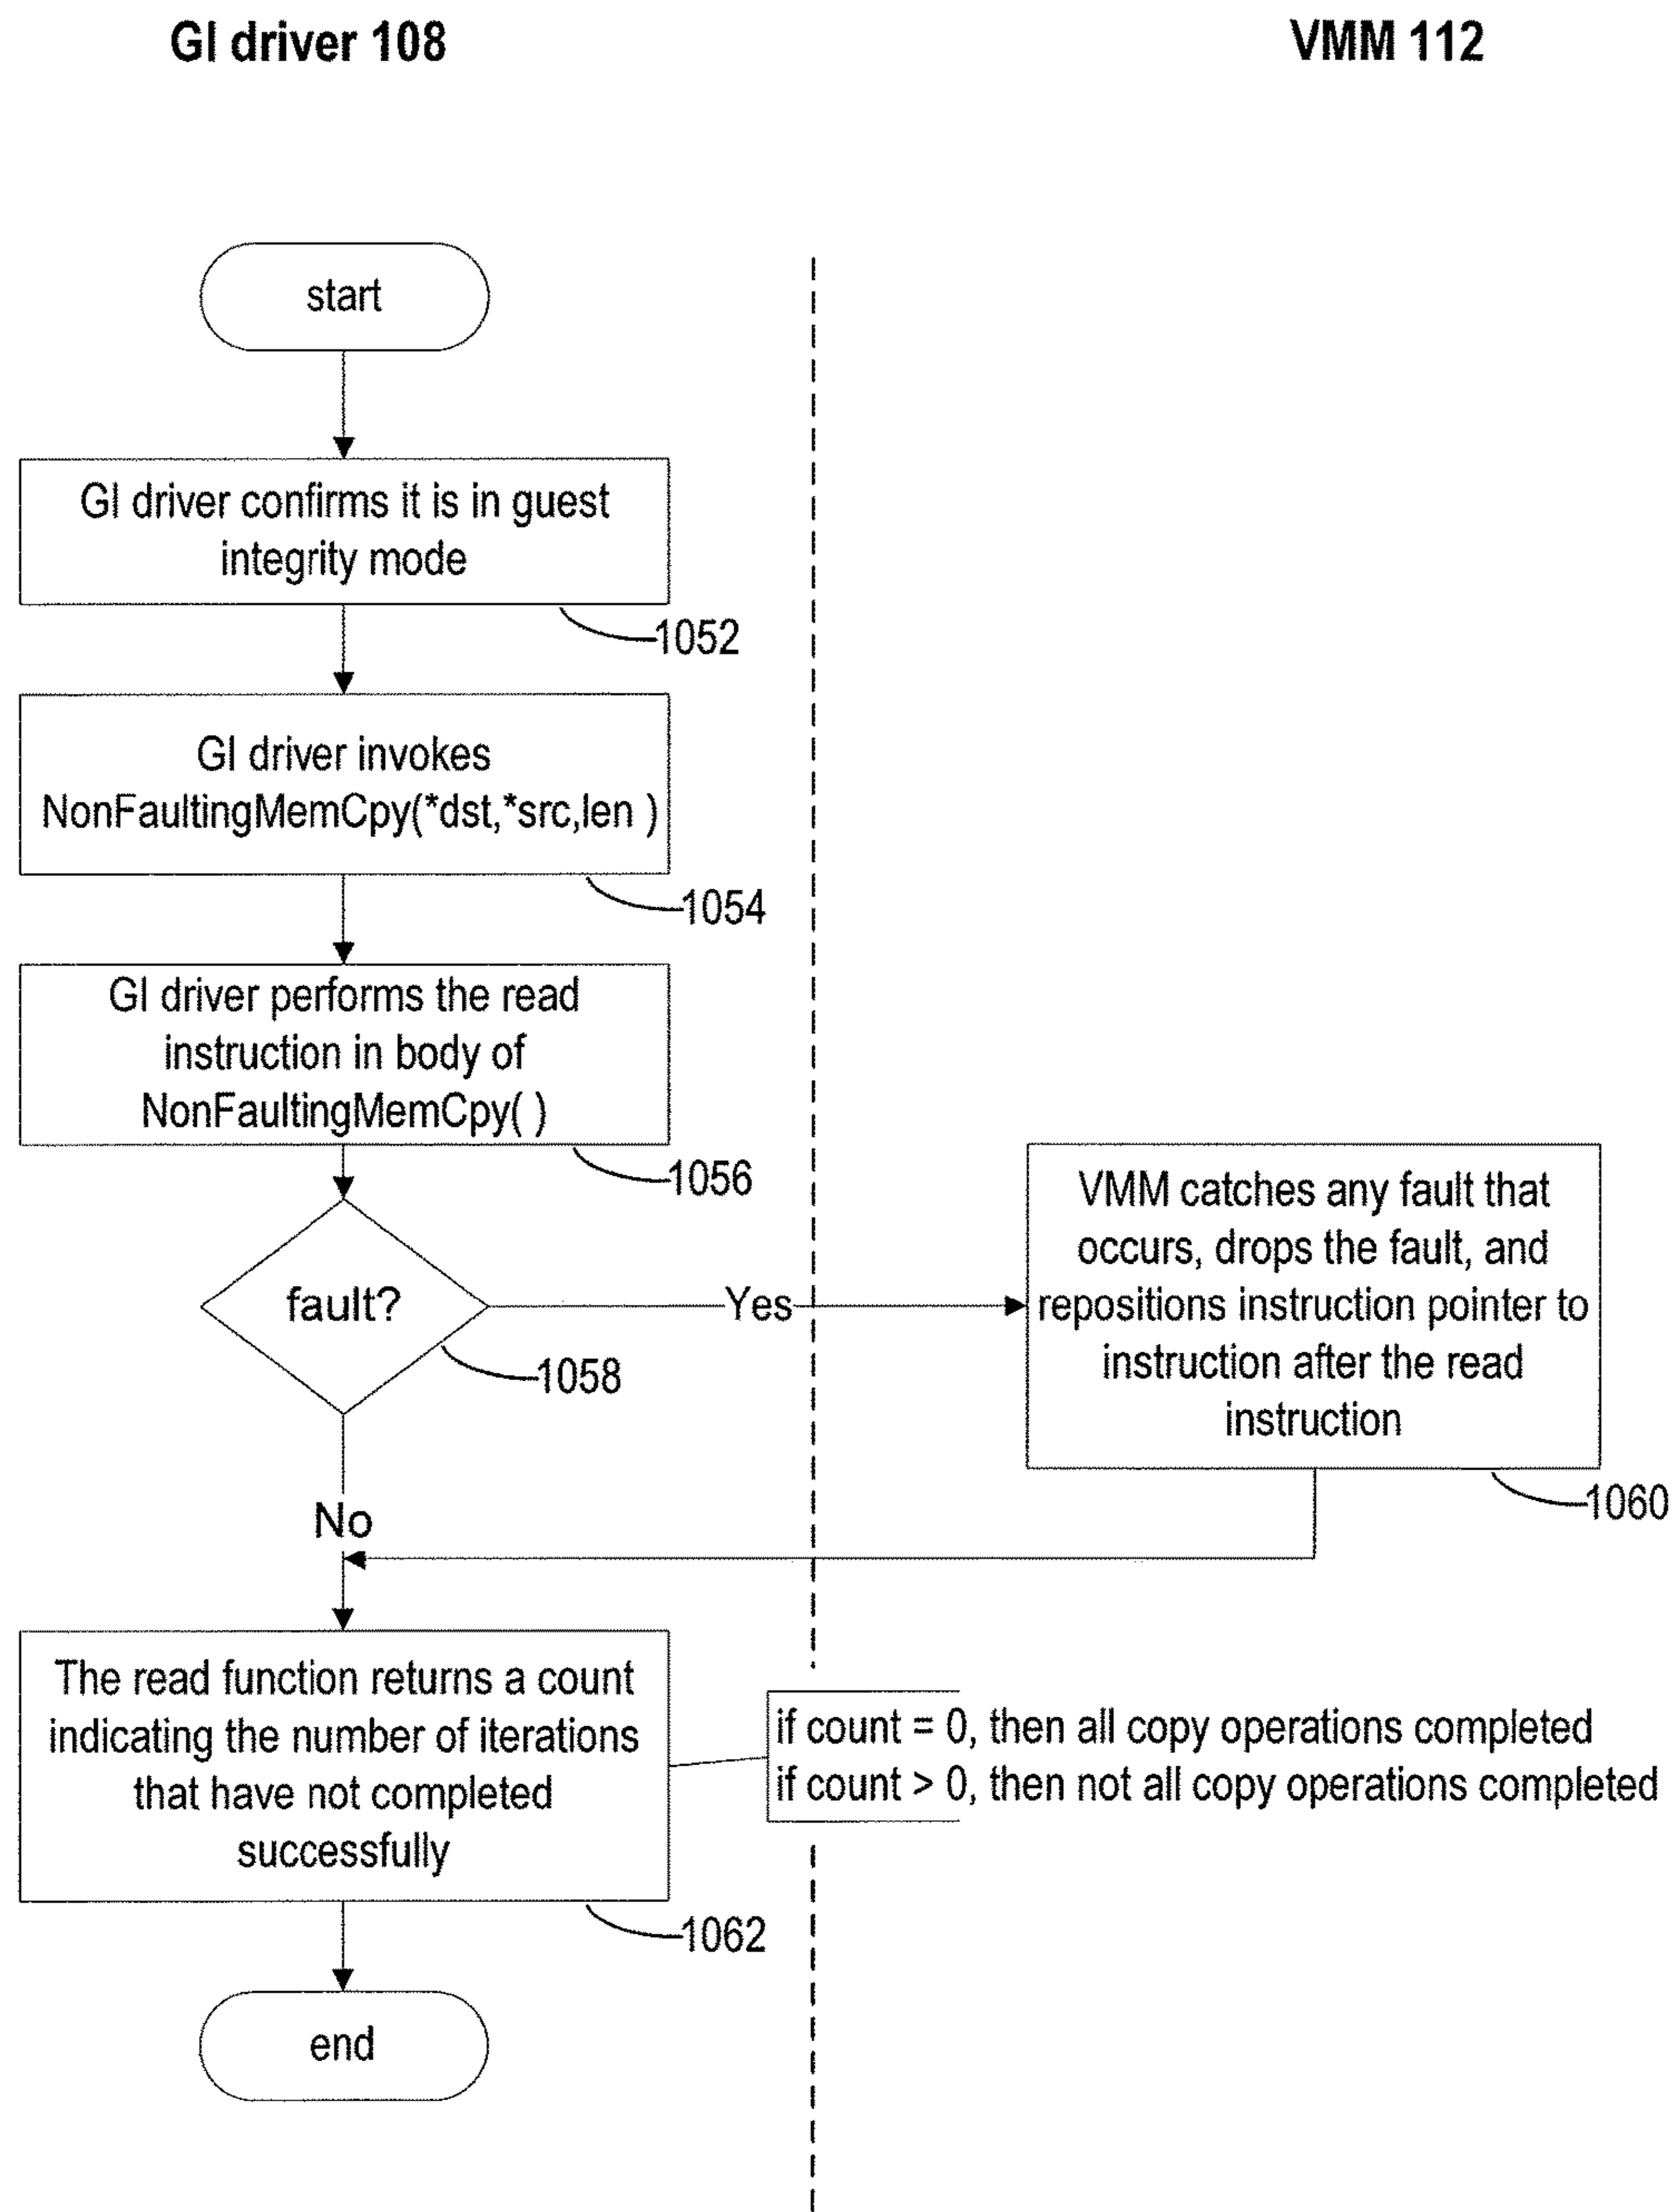 GI driver 108
VMM 112
start
GI driver confirms it is in guest
integrity mode
1052
GI driver invokes
NonFaultingMemCpy(*dst,*src,len )
1054
GI driver performs the read
instruction in body of
NonFaultingMemCpy( )
1056
fault?
1058
Yes
VMM catches any fault that
occurs, drops the fault, and
repositions instruction pointer to
instruction after the read
instruction
1060
No
The read function returns a count
indicating the number of iterations
that have not completed
successfully
1062
if count = 0, then all copy operations completed
if count > 0, then not all copy operations completed
end